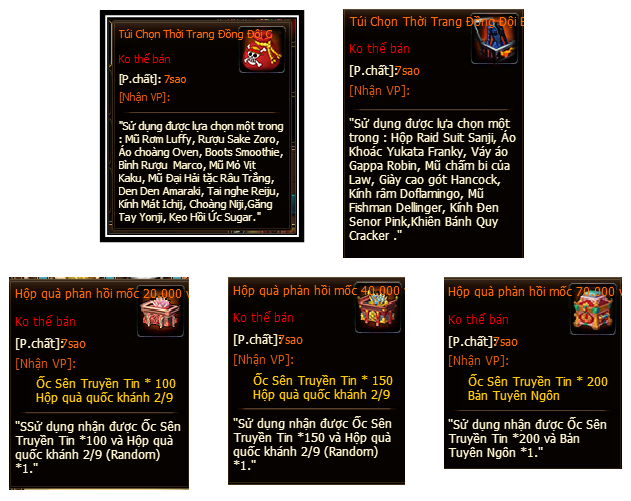 Túi Chọn Thời Trang Đồng Đội C
Ko thể bán
[P.chất]: 7sao
[Nhận VP]:
"Sử dụng được lựa chọn một trong
: Mũ Rơm Luffy, Rượu Sake Zoro,
Áo choàng Oven, Boots Smoothie,
Bình Rượu Marco, Mũ Mỏ Vịt
Kaku, Mũ Đại Hải tặc Râu Trắng,
Den Den Amaraki, Tai nghe Reiju,
Kính Mát Ichij, Choàng Niji,Găng
Tay Yonji, Kẹo Hồi Ức Sugar."
Túi Chọn Thời Trang Đồng Đội B
Ko thể bán
[P.chất]:7sao
[Nhận VP]:
"Sử dụng được lựa chọn một
trong : Hộp Raid Suit Sanji, Áo
Khoác Yukata Franky, Váy áo
Gappa Robin, Mũ chấm bi của
Law, Giày cao gót Hancock,
Kính râm Doflamingo, Mũ
Fishman Dellinger, Kính Đen
Senor Pink,Khiên Bánh Quy
Cracker ."
Hộp quà phản hồi mốc 20.000 v
Ko thể bán
[P.chất]:7sao
[Nhận VP]:
Ốc Sên Truyền Tin * 100
Hộp quà quốc khánh 2/9
"SSử dụng nhận được Ốc Sên
Truyền Tin *100 và Hộp quà
quốc khánh 2/9 (Random)
*1."
Hộp quà phản hồi mốc 40.000 v
Ko thể bán
[P.chất]:7sao
[Nhận VP]:
Ốc Sên Truyền Tin * 150
Hộp quà quốc khánh 2/9
"Sử dụng nhận được Ốc Sên
Truyền Tin *150 và Hộp quà
quốc khánh 2/9 (Random)
*1."
Hộp quà phản hồi mốc 70.000 v
Ko thể bán
[P.chất]:7sao
[Nhận VP]:
Ốc Sên Truyền Tin * 200
Bản Tuyên Ngôn
"Sử dụng nhận được Ốc Sên
Truyền Tin *200 và Bản
Tuyên Ngôn *1."